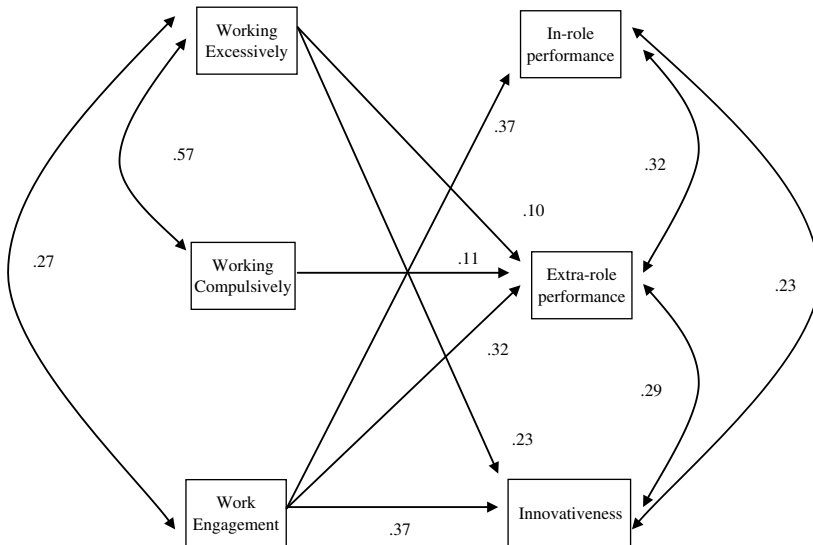 Working
Excessively
In-role
performance
.37
.57
.32
.10
Working
Compulsively
.11
Extra-role
performance
.27
.23
.32
.29
.23
Work
Engagement
Innovativeness
.37